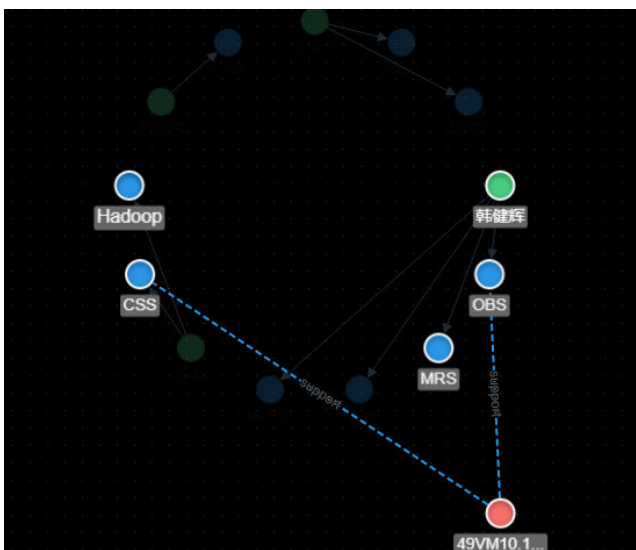 Hadoop
韩健辉
CSS
OBS
MRS
support
support
49VM10.1...